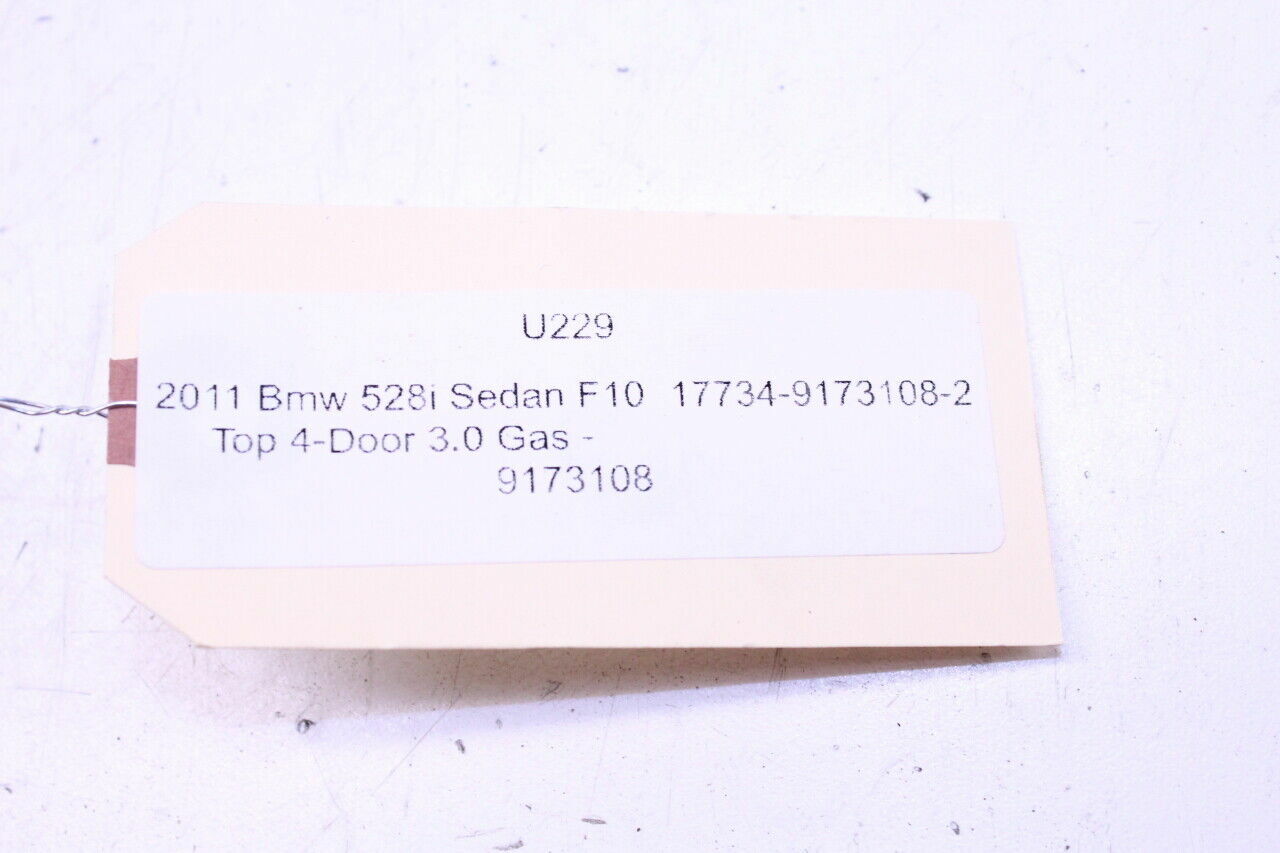 U229
2011 Bmw 528i Sedan F10 17734-9173108-2
Top 4-Door 3.0 Gas -
9173108